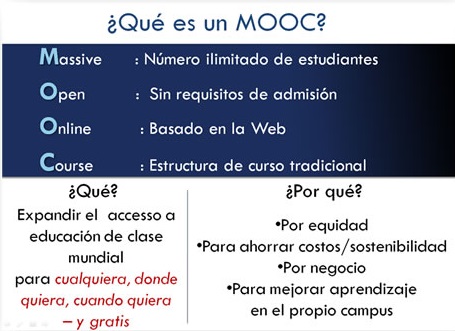 ¿Qué es un MOOC?
Massive : Número ilimitado de estudiantes
Open : Sin requisitos de admisión
Online : Basado en la Web
Course : Estructura de curso tradicional
¿Qué?
Expandir el accesso a
educación de clase
mundial
para cualquiera, donde
quiera, cuando quiera
– y gratis
¿Por qué?
•Por equidad
•Para ahorrar costos/sostenibilidad
•Por negocio
•Para mejorar aprendizaje
en el propio campus